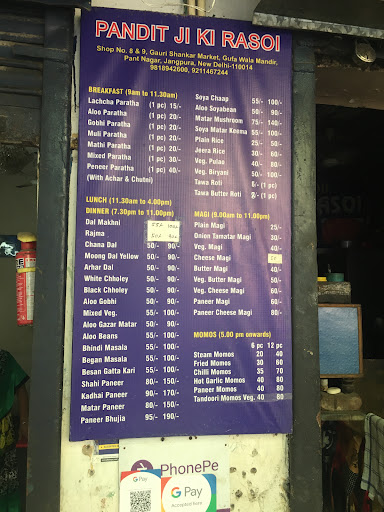 PANDIT JI KI RASOI
Shop No. 8 & 9, Gauri Shankar Market, Gufa Wala Mandir,
Pant Nagar, Jangpura, New Delhi-110014
9818942600, 9211467244
BREAKFAST (9am to 11.30am)
Lachcha Paratha (1 pc) 15/-
Aloo Paratha (1 pc) 20/-
Gobhi Paratha (1 pc) 20/-
Muli Paratha (1 pc) 20/-
Mathi Paratha (1 pc) 20/-
Mixed Paratha (1 pc) 30/-
Peneer Paratha (1 pc) 40/-
(With Achar & Chutni)
LUNCH (11.30am to 4.00pm)
DINNER (7.30pm to 11.00pm)
Dal Makhni
Rajma
Chana Dal 50/- 90/-
Moong Dal Yellow 50/- 90/-
Arhar Dal 50/- 90/-
White Chholey 50/- 90/-
Black Chholey 50/- 90/-
Aloo Gobhi 50/- 90/-
Mixed Veg. 55/- 100/-
Aloo Gazar Matar 50/- 90/-
Aloo Beans 50/- 90/-
Bhindi Masala 55/- 100/-
Began Masala 55/- 100/-
Besan Gatta Kari 55/- 100/-
Shahi Paneer 80/- 150/-
Kadhai Paneer 90/- 170/-
Matar Paneer 80/- 150/-
Paneer Bhujia 95/- 190/-
Soya Chaap 55/- 100/-
Aloo Soyabean 50/- 90/-
Matar Mushroom 75/- 140/-
Soya Matar Keema 55/- 100/-
Plain Rice 25/- 50/-
Jeera Rice 30/- 60/-
Veg. Pulao 40/- 80/-
Veg. Biryani 50/- 100/-
Tawa Roti /- (1 pc)
Tawa Butter Roti /- (1 pc)
MAGI (9.00am to 11.00pm)
Plain Magi 25/-
Onion Tamatar Magi 30/-
Veg. Magi 40/-
Cheese Magi
Butter Magi 40/-
Veg. Butter Magi 50/-
Veg. Cheese Magi 60/-
Paneer Magi 60/-
Paneer Cheese Magi 80/-
MOMOS (5.00 pm onwards)
6 pc 12 pc
Steam Momos 20 40
Fried Momos 30 60
Chilli Momos 35 70
Hot Garlic Momos 40 80
Paneer Momos 40 80
Tandoori Momos Veg. 40 80
PhonePe
G Pay
G Pay
Accepted here